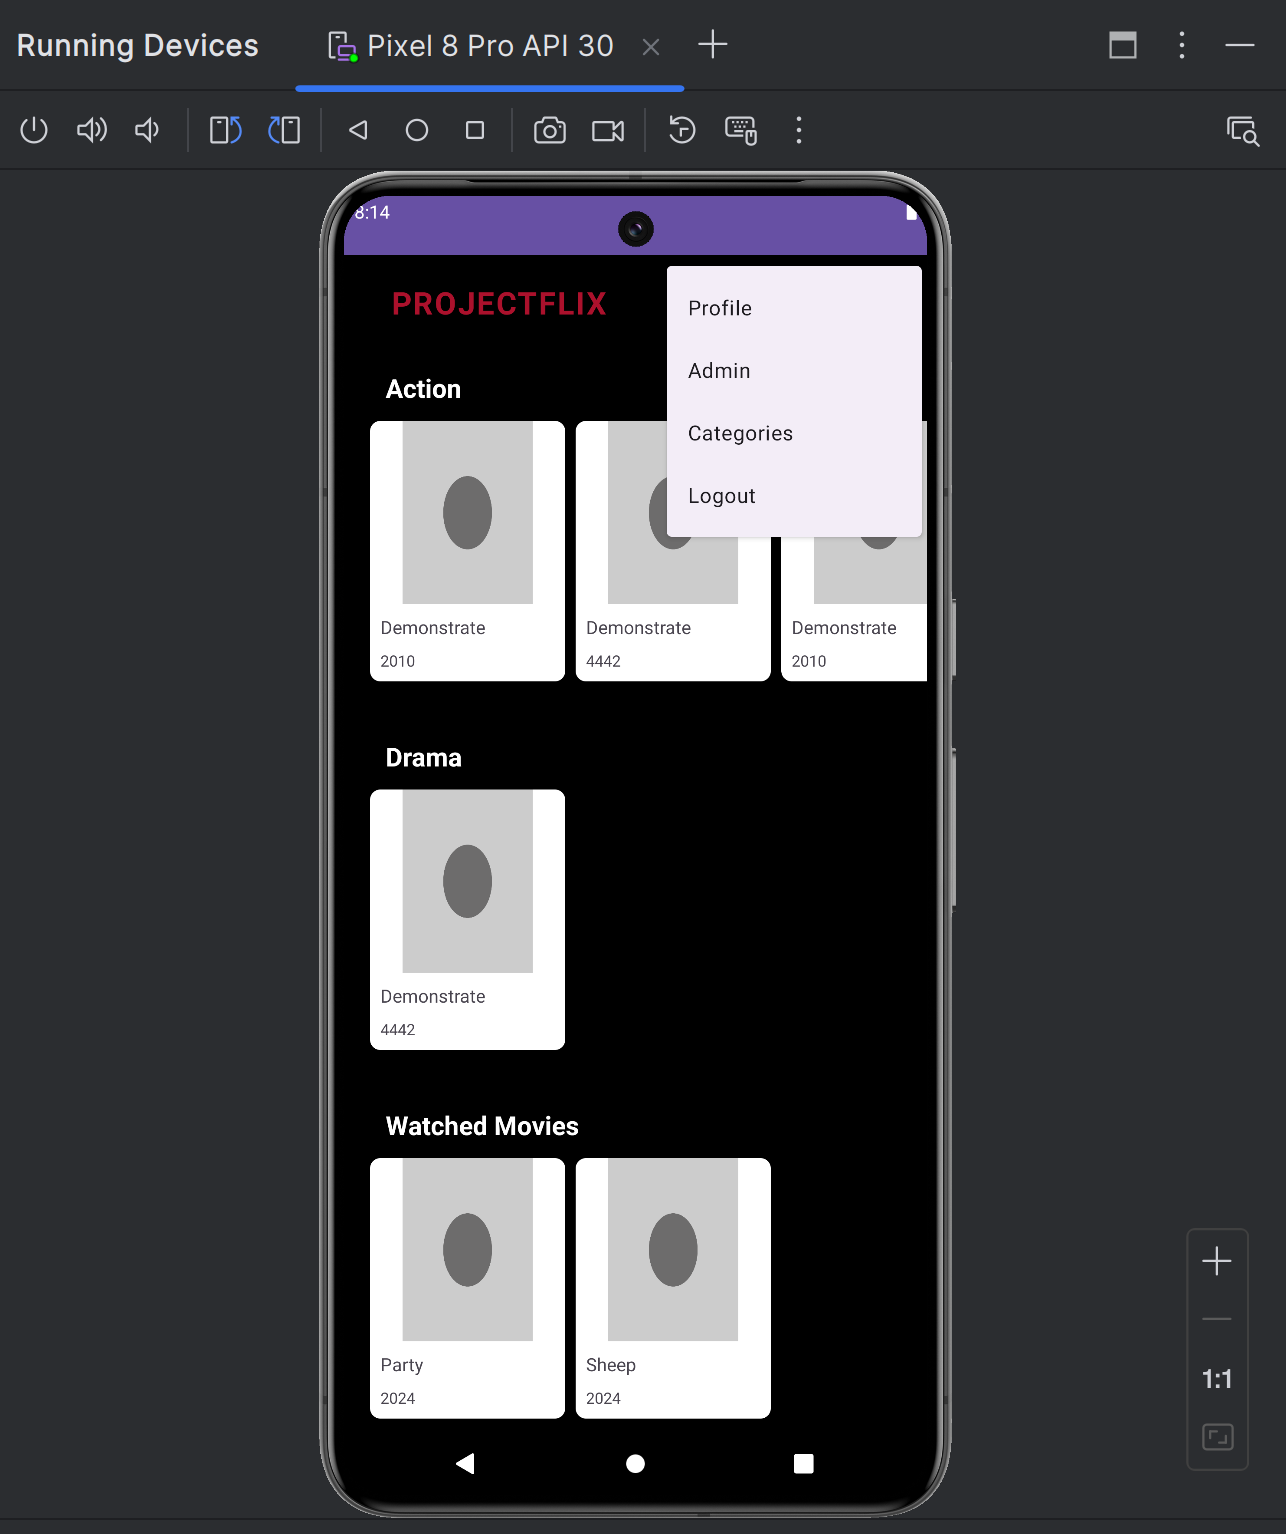 Running Devices
Pixel 8 Pro API 30
8:14
PROJECTFLIX
Profile
Admin
Categories
Logout
Action
Demonstrate
2010
Demonstrate
4442
Demonstrate
2010
Drama
Demonstrate
4442
Watched Movies
Party
2024
Sheep
2024
1:1